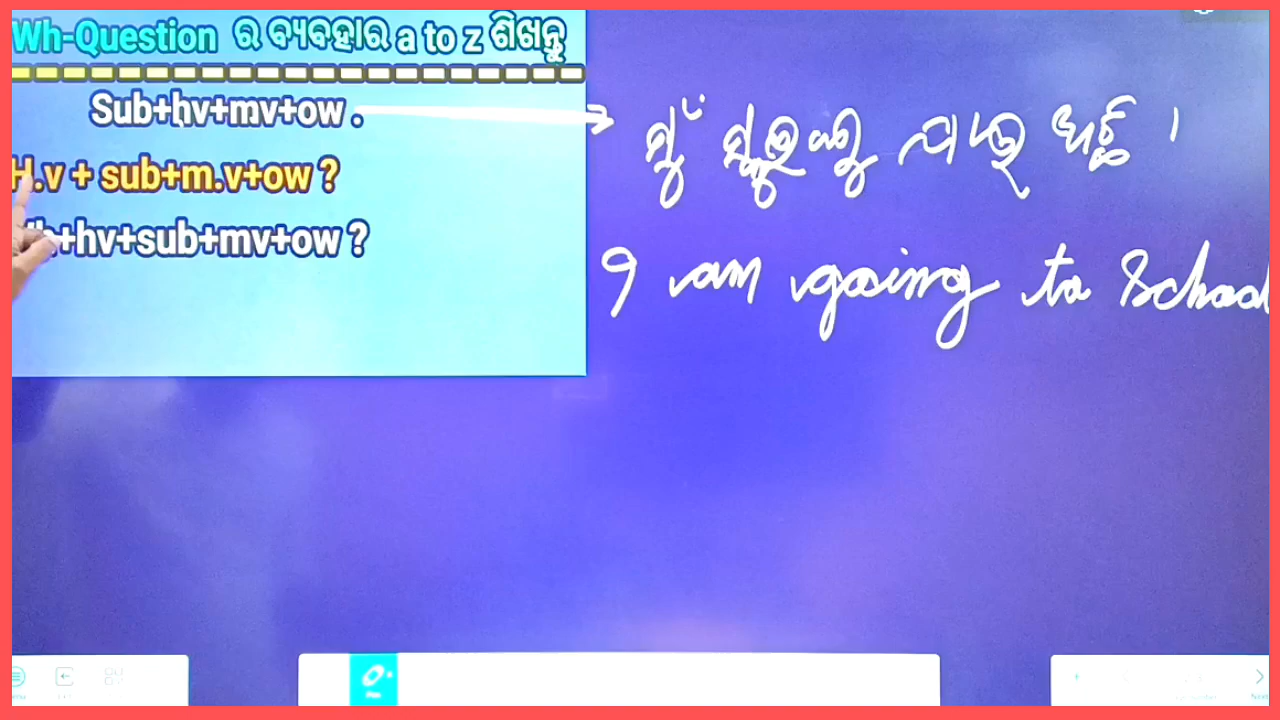 Wh-Question ର ବ୍ୟବହାର a to z ଶିଖନ୍ତୁ
Sub+hv+mv+ow .
H.v + sub+m.v+ow ?
+hv+sub+mv+ow ?
ମୁଁ ସ୍କୁଲକୁ ଯାଉ ଅଛି ।
I am going to School